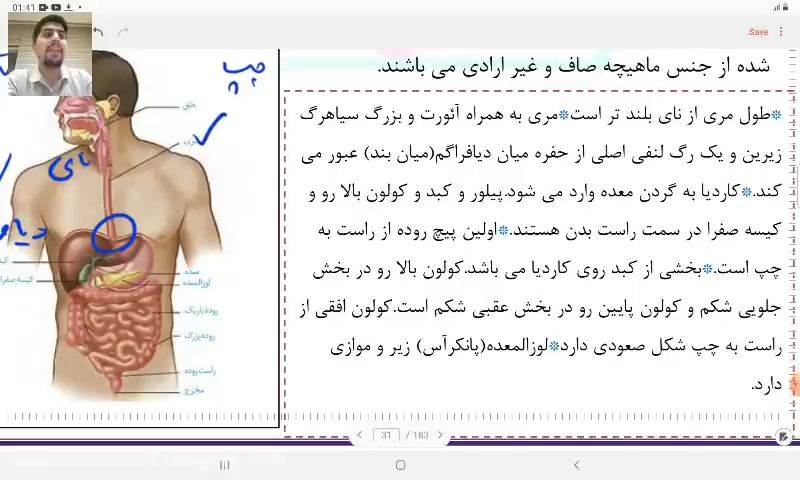 01:41
Save
شده از جنس ماهیچه صاف و غیر ارادی می باشند.
*طول مری از نای بلند تر است*مری به همراه آئورت و بزرگ سیاهرگ
زیرین و یک رگ لنفی اصلی از حفره میان دیافراگم(میان بند) عبور می
کند.*کاردیا به گردن معده وارد می شود.پیلور و کبد و کولون بالا رو و
کیسه صفرا در سمت راست بدن هستند.*اولین پیچ روده از راست به
چپ است.*بخشی از کبد روی کاردیا می باشد.کولون بالا رو در بخش
جلویی شکم و کولون پایین رو در بخش عقبی شکم است.کولون افقی از
راست به چپ شکل صعودی دارد*لوزالمعده(پانکرآس) زیر و موازی
دارد.
چپ
حلق
مری
نای
معده
لوزالمعده
کیسه صفرا
روده‌باریک
روده‌بزرگ
راست‌روده
مخرج
31 / 183